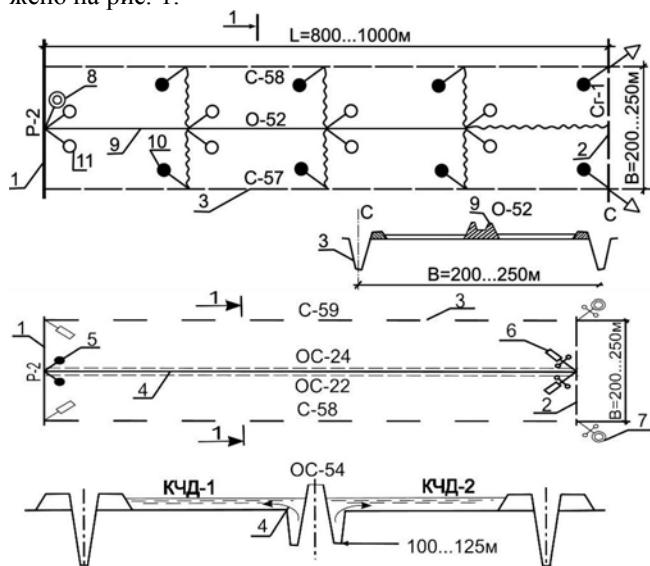 жено на рис. 1.
1
L=800...1000м
8
С-58
Сг-1
Р-2
О-52
В=200...250м
9
10
2
11
1
С-57
3
С
9 О-52
С
3
В=200...250м
1
3
1
5
С-59
6
Р-2
ОС-24
В=200...250м
4
ОС-22
2
С-58
7
1
ОС-54
КЧД-1
КЧД-2
4
100...125м